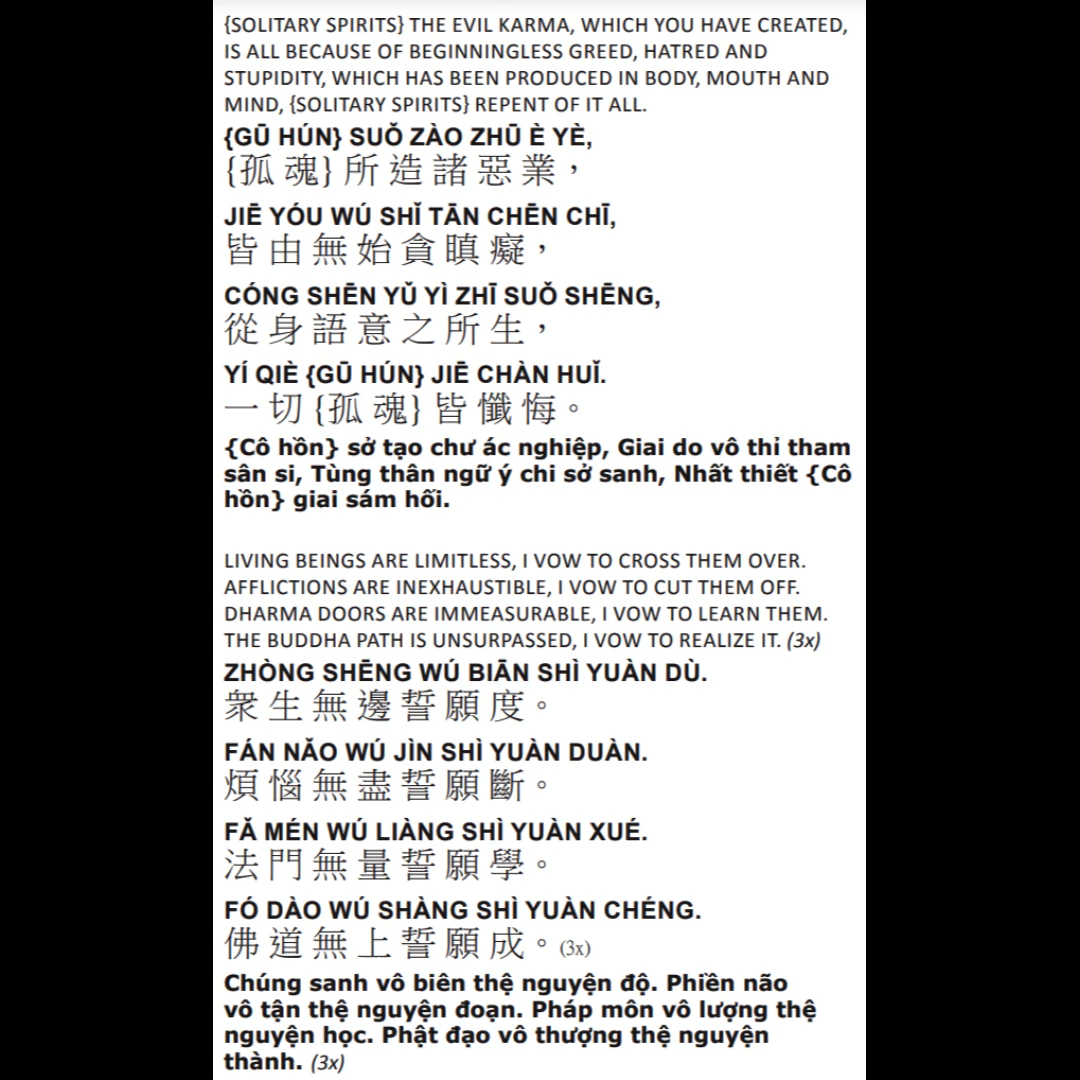 {SOLITARY SPIRITS} THE EVIL KARMA, WHICH YOU HAVE CREATED,
IS ALL BECAUSE OF BEGINNINGLESS GREED, HATRED AND
STUPIDITY, WHICH HAS BEEN PRODUCED IN BODY, MOUTH AND
MIND, {SOLITARY SPIRITS} REPENT OF IT ALL.
{GŪ HÚN} SUǑ ZÀO ZHŪ È YÈ,
{孤 魂} 所 造 諸 惡 業，
JIĒ YÓU WÚ SHǏ TĀN CHĒN CHĪ,
皆 由 無 始 貪 瞋 癡，
CÓNG SHĒN YǓ YÌ ZHĪ SUǑ SHĒNG,
從 身 語 意 之 所 生，
YÍ QIÈ {GŪ HÚN} JIĒ CHÀN HUǏ.
一 切 {孤 魂} 皆 懺 悔。
{Cô hồn} sở tạo chư ác nghiệp, Giai do vô thỉ tham
sân si, Tùng thân ngữ ý chi sở sanh, Nhất thiết {Cô
hồn} giai sám hối.
LIVING BEINGS ARE LIMITLESS, I VOW TO CROSS THEM OVER.
AFFLICTIONS ARE INEXHAUSTIBLE, I VOW TO CUT THEM OFF.
DHARMA DOORS ARE IMMEASURABLE, I VOW TO LEARN THEM.
THE BUDDHA PATH IS UNSURPASSED, I VOW TO REALIZE IT. (3x)
ZHÒNG SHĒNG WÚ BIĀN SHÌ YUÀN DÙ.
衆 生 無 邊 誓 願 度。
FÁN NǍO WÚ JÌN SHÌ YUÀN DUÀN.
煩 惱 無 盡 誓 願 斷。
FǍ MÉN WÚ LIÀNG SHÌ YUÀN XUÉ.
法 門 無 量 誓 願 學。
FÓ DÀO WÚ SHÀNG SHÌ YUÀN CHÉNG.
佛 道 無 上 誓 願 成。(3x)
Chúng sanh vô biên thệ nguyện độ. Phiền não
vô tận thệ nguyện đoạn. Pháp môn vô lượng thệ
nguyện học. Phật đạo vô thượng thệ nguyện
thành. (3x)